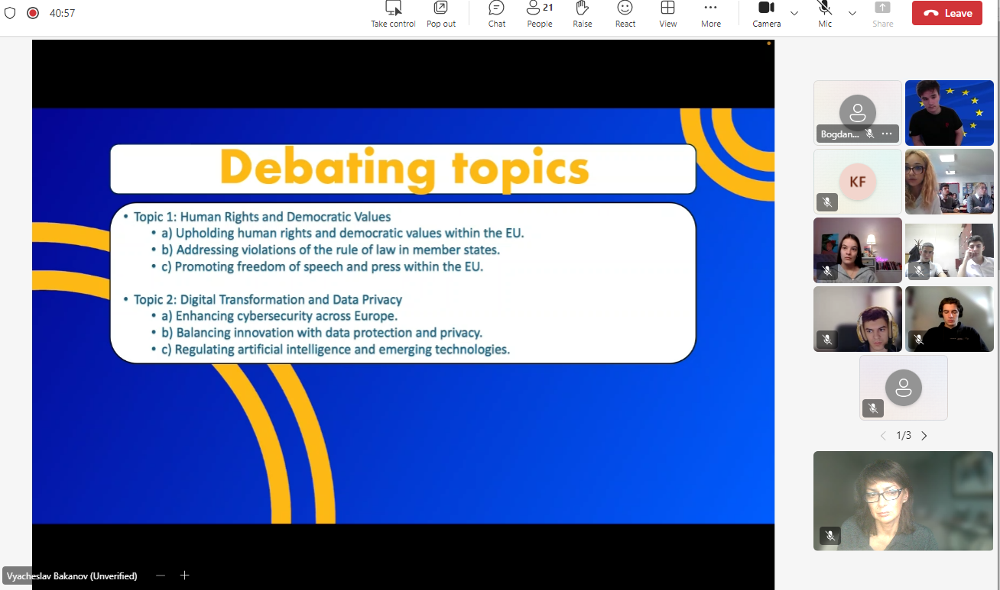 40:57
Take control
Pop out
Chat
21
People
Raise
React
View
More
Camera
Mic
Share
Leave
Debating topics
• Topic 1: Human Rights and Democratic Values
• a) Upholding human rights and democratic values within the EU.
• b) Addressing violations of the rule of law in member states.
• c) Promoting freedom of speech and press within the EU.
• Topic 2: Digital Transformation and Data Privacy
• a) Enhancing cybersecurity across Europe.
• b) Balancing innovation with data protection and privacy.
• c) Regulating artificial intelligence and emerging technologies.
Bogdan...
KF
1/3
Vyacheslav Bakanov (Unverified)